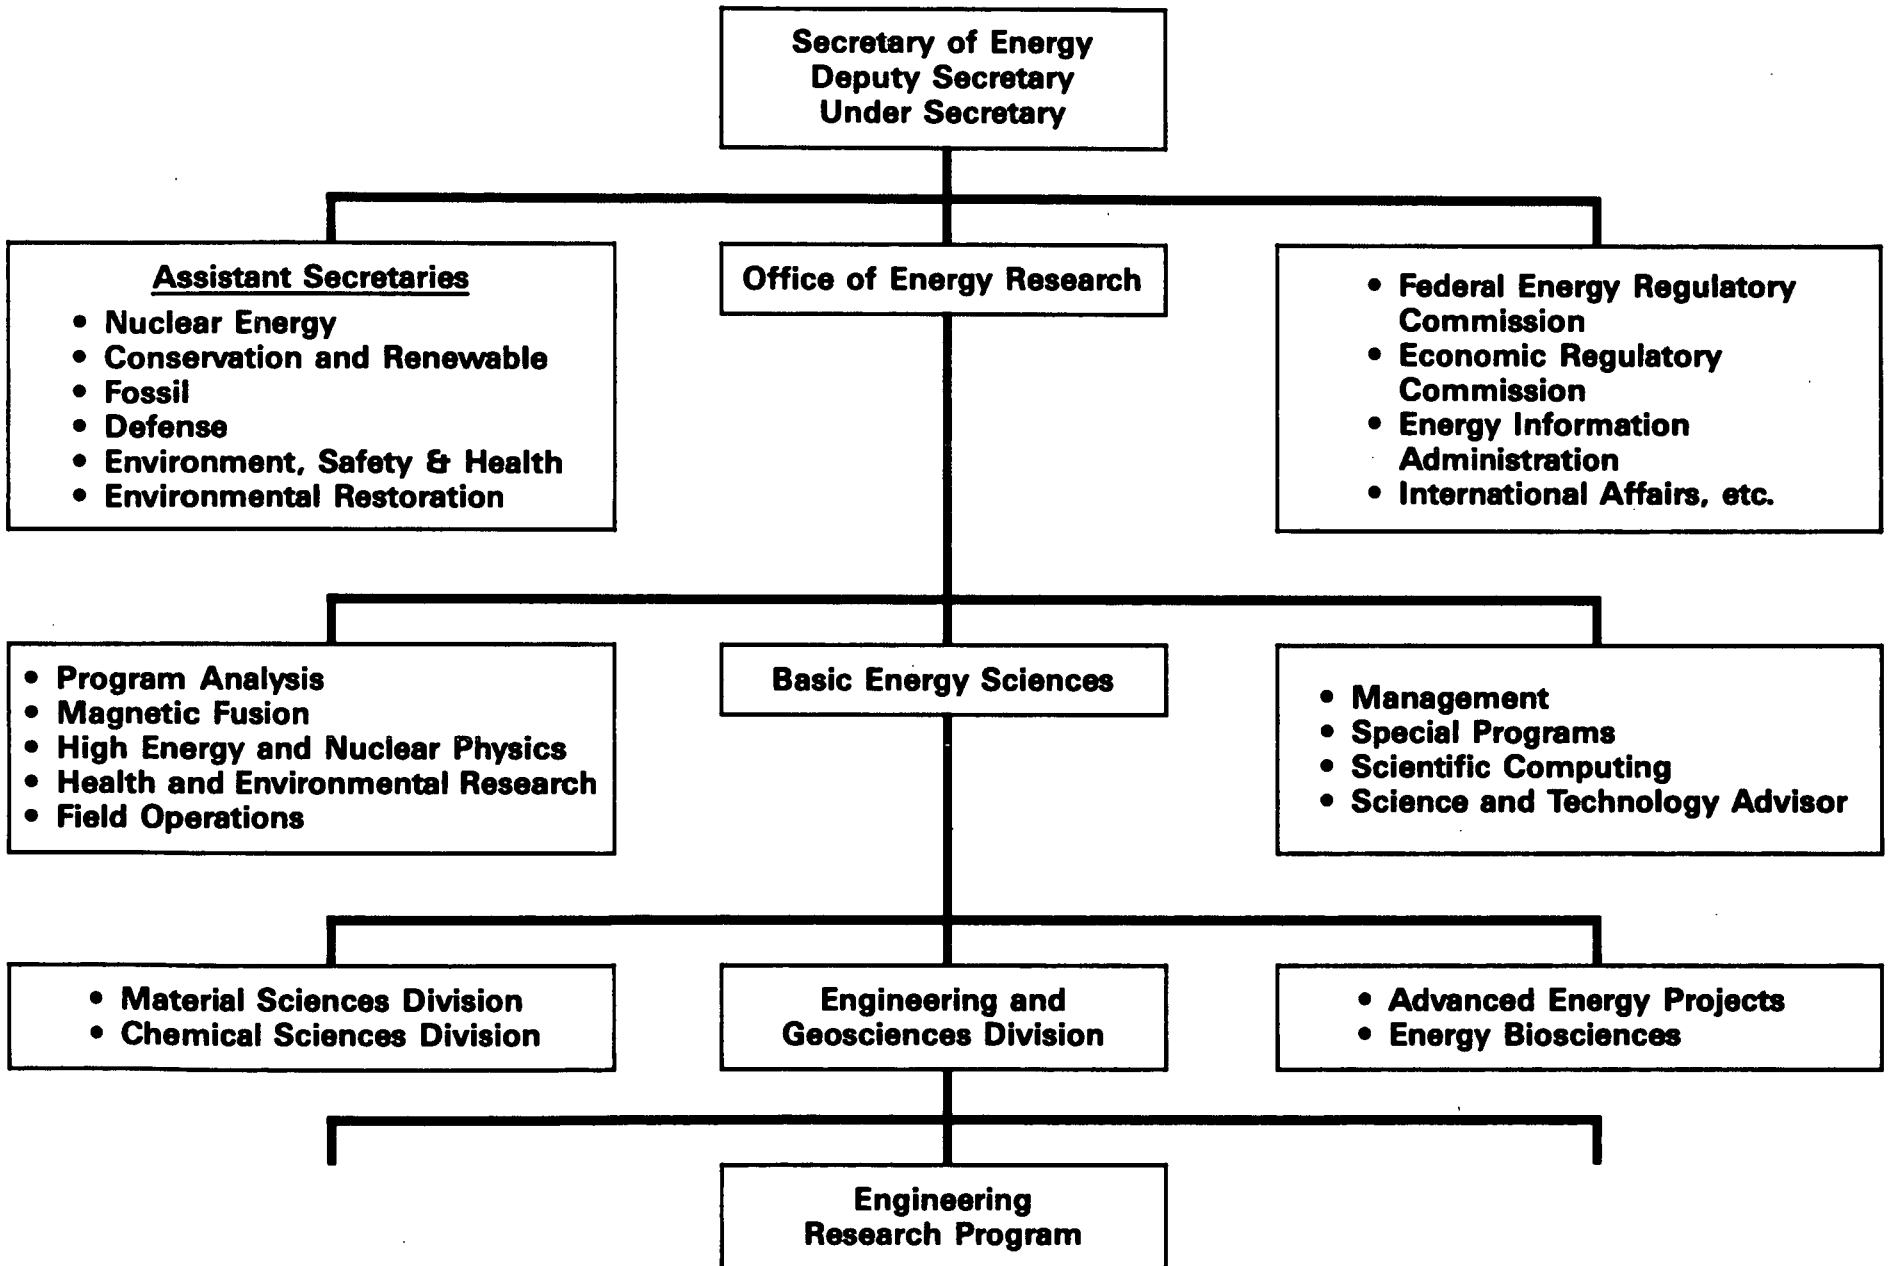 Secretary of Energy
Deputy Secretary
Under Secretary
Assistant Secretaries
• Nuclear Energy
• Conservation and Renewable
• Fossil
• Defense
• Environment, Safety & Health
• Environmental Restoration
Office of Energy Research
• Federal Energy Regulatory
Commission
• Economic Regulatory
Commission
• Energy Information
Administration
• International Affairs, etc.
• Program Analysis
• Magnetic Fusion
• High Energy and Nuclear Physics
• Health and Environmental Research
• Field Operations
Basic Energy Sciences
• Management
• Special Programs
• Scientific Computing
• Science and Technology Advisor
• Material Sciences Division
• Chemical Sciences Division
Engineering and
Geosciences Division
• Advanced Energy Projects
• Energy Biosciences
Engineering
Research Program